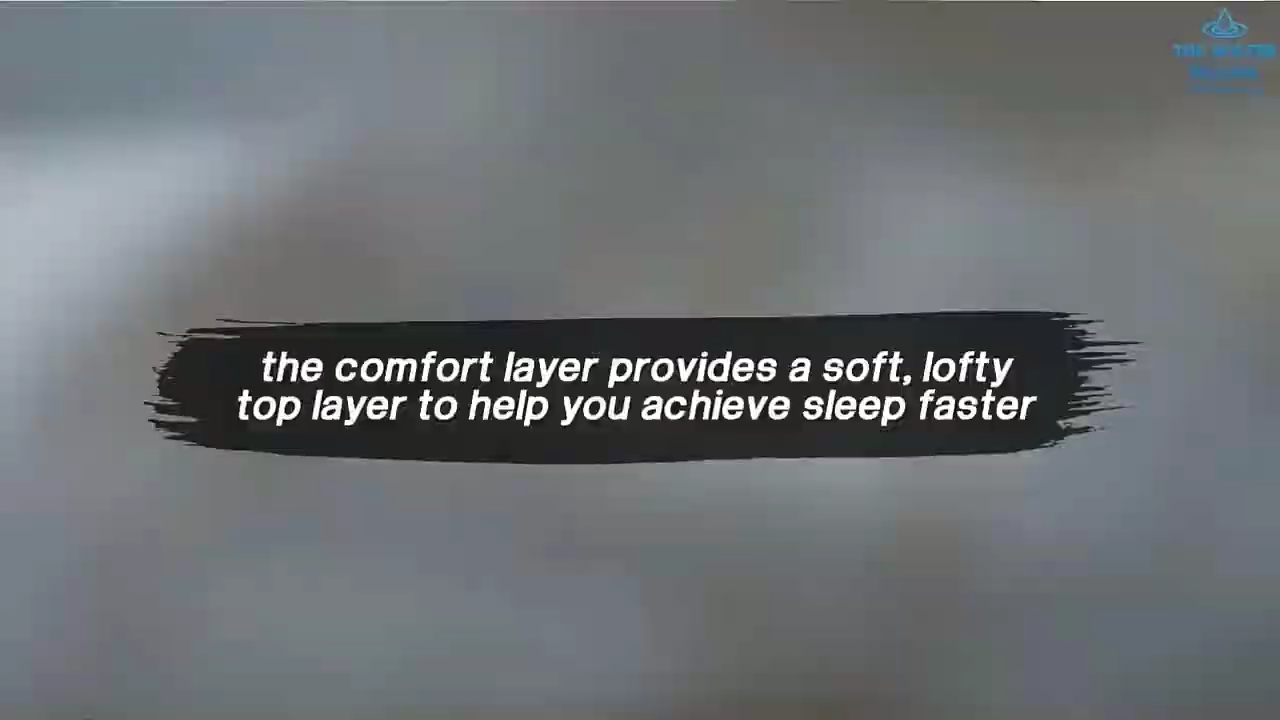 the comfort layer provides a soft, lofty
top layer to help you achieve sleep faster